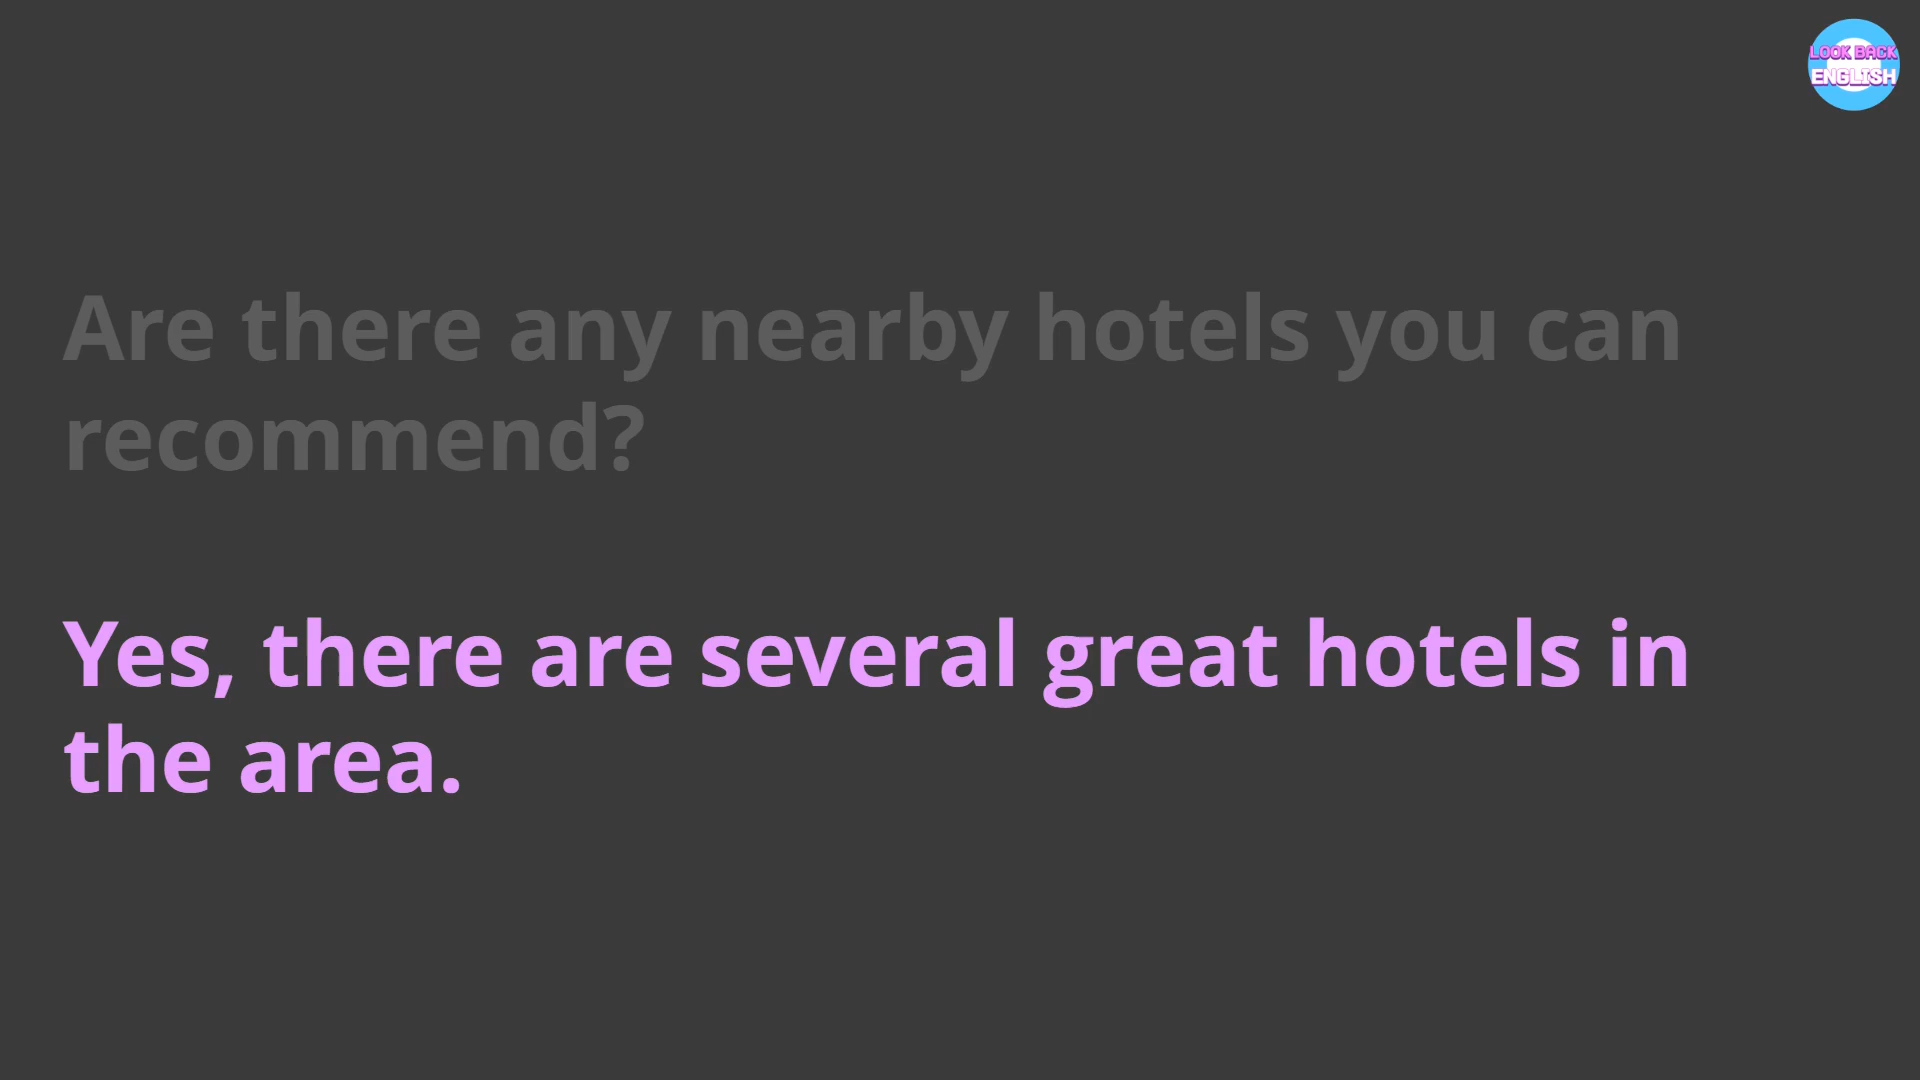 LOOK BACK
ENGLISH
Are there any nearby hotels you can
recommend?
Yes, there are several great hotels in
the area.